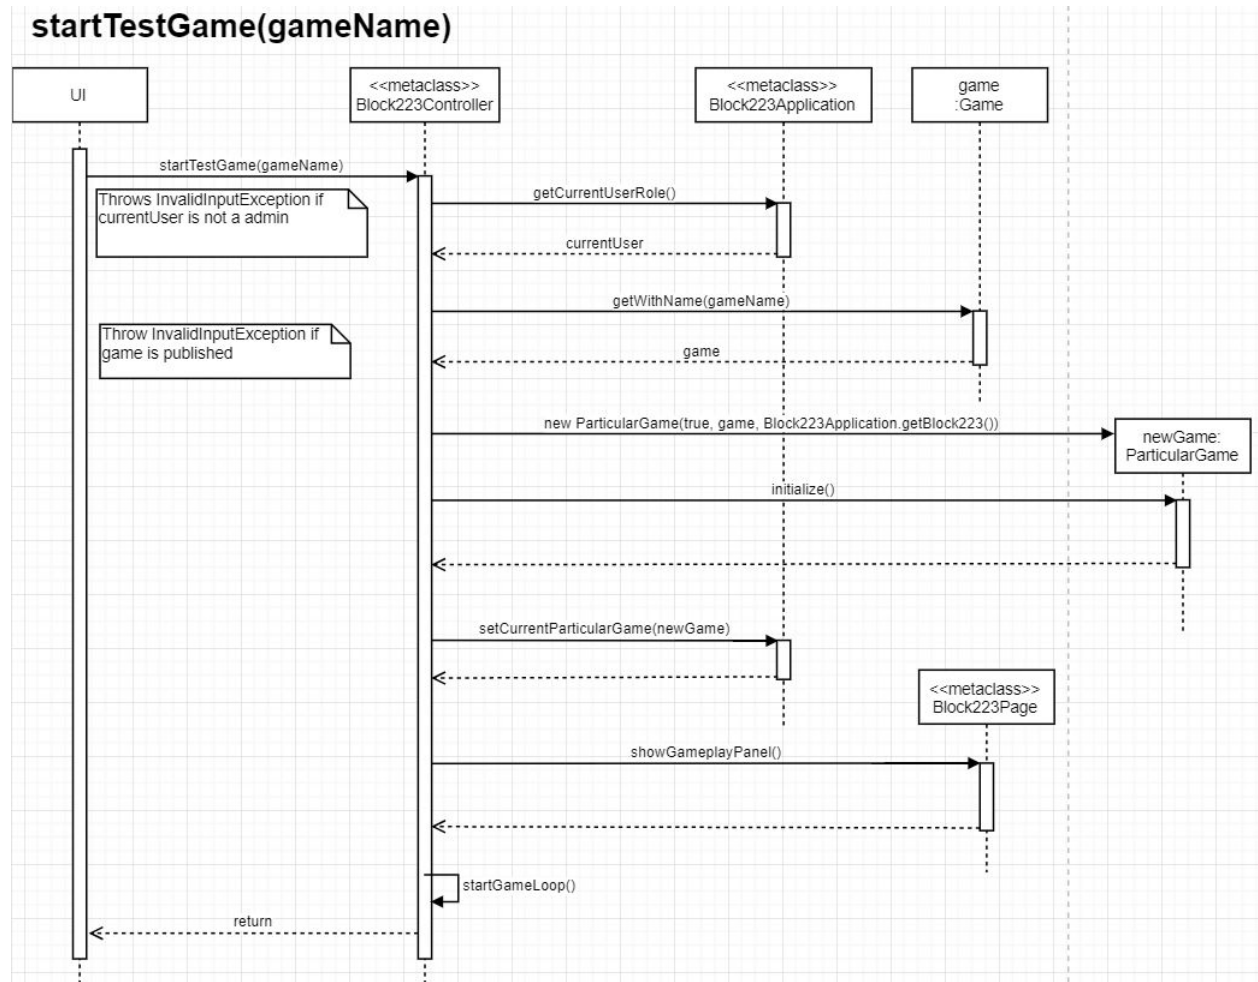 startTestGame(gameName)
UI
<<metaclass>>
Block223Controller
<<metaclass>>
Block223Application
game
:Game
startTestGame(gameName)
Throws InvalidInputException if
currentUser is not a admin
getCurrentUserRole()
currentUser
getWithName(gameName)
Throw InvalidInputException if
game is published
game
new ParticularGame(true, game, Block223Application.getBlock223())
newGame:
ParticularGame
initialize()
setCurrentParticularGame(newGame)
<<metaclass>>
Block223Page
showGameplayPanel()
startGameLoop()
return